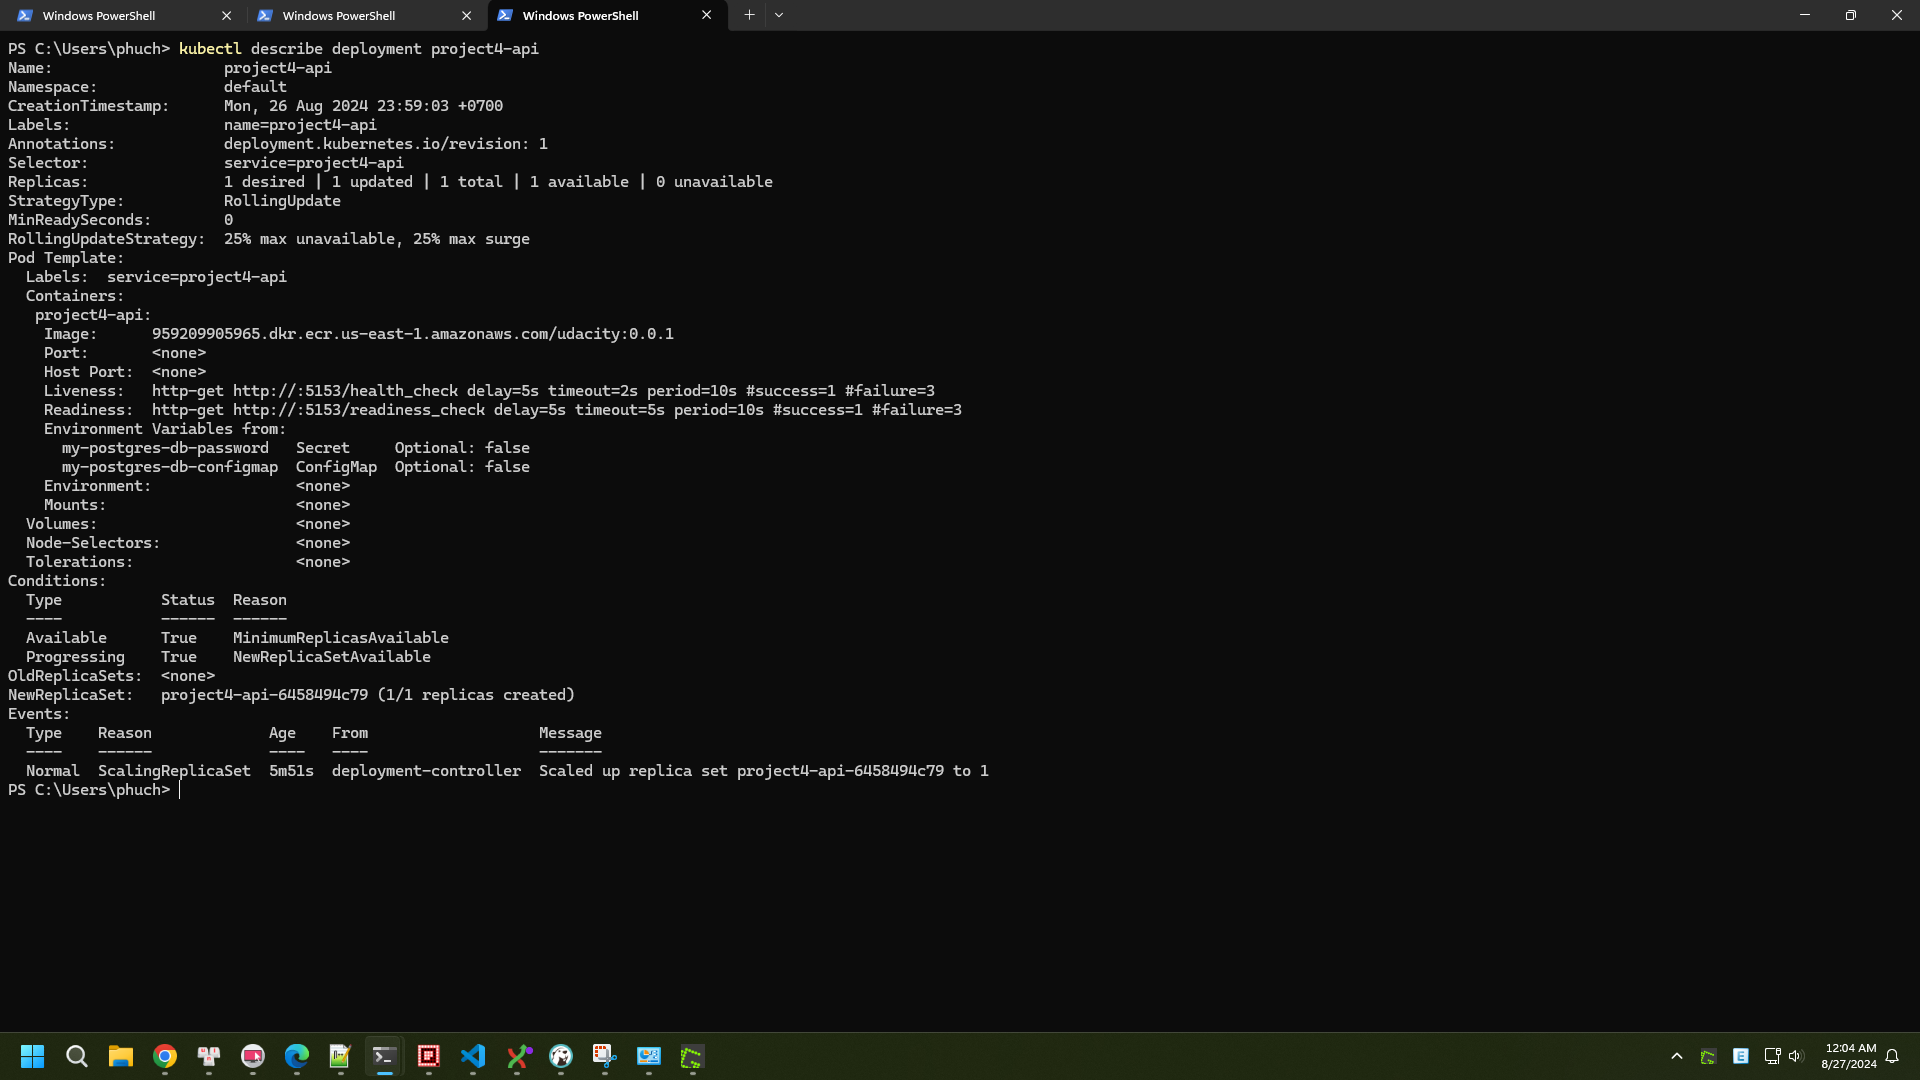 Windows PowerShell
Windows PowerShell
Windows PowerShell
PS C:\Users\phuch> kubectl describe deployment project4-api
Name:                   project4-api
Namespace:              default
CreationTimestamp:      Mon, 26 Aug 2024 23:59:03 +0700
Labels:                 name=project4-api
Annotations:            deployment.kubernetes.io/revision: 1
Selector:               service=project4-api
Replicas:               1 desired | 1 updated | 1 total | 1 available | 0 unavailable
StrategyType:           RollingUpdate
MinReadySeconds:        0
RollingUpdateStrategy:  25% max unavailable, 25% max surge
Pod Template:
  Labels:  service=project4-api
  Containers:
   project4-api:
    Image:      959209905965.dkr.ecr.us-east-1.amazonaws.com/udacity:0.0.1
    Port:       <none>
    Host Port:  <none>
    Liveness:   http-get http://:5153/health_check delay=5s timeout=2s period=10s #success=1 #failure=3
    Readiness:  http-get http://:5153/readiness_check delay=5s timeout=5s period=10s #success=1 #failure=3
    Environment Variables from:
      my-postgres-db-password   Secret     Optional: false
      my-postgres-db-configmap  ConfigMap  Optional: false
    Environment:                <none>
    Mounts:                     <none>
  Volumes:                      <none>
  Node-Selectors:               <none>
  Tolerations:                  <none>
Conditions:
  Type           Status  Reason
  ----           ------  ------
  Available      True    MinimumReplicasAvailable
  Progressing    True    NewReplicaSetAvailable
OldReplicaSets:  <none>
NewReplicaSet:   project4-api-6458494c79 (1/1 replicas created)
Events:
  Type    Reason             Age    From                   Message
  ----    ------             ----   ----                   -------
  Normal  ScalingReplicaSet  5m51s  deployment-controller  Scaled up replica set project4-api-6458494c79 to 1
PS C:\Users\phuch>
12:04 AM
8/27/2024